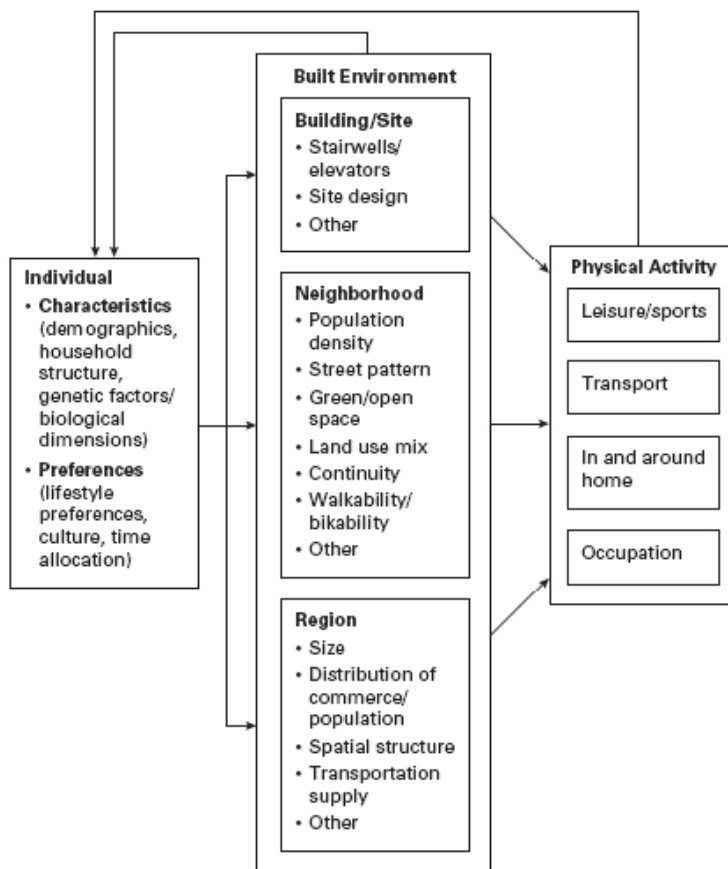 Individual
• Characteristics
(demographics,
household
structure,
genetic factors/
biological
dimensions)
• Preferences
(lifestyle
preferences,
culture, time
allocation)
Built Environment
Building/Site
• Stairwells/
elevators
• Site design
• Other
Neighborhood
• Population
density
• Street pattern
• Green/open
space
• Land use mix
• Continuity
• Walkability/
bikability
• Other
Region
• Size
• Distribution of
commerce/
population
• Spatial structure
• Transportation
supply
• Other
Physical Activity
Leisure/sports
Transport
In and around
home
Occupation